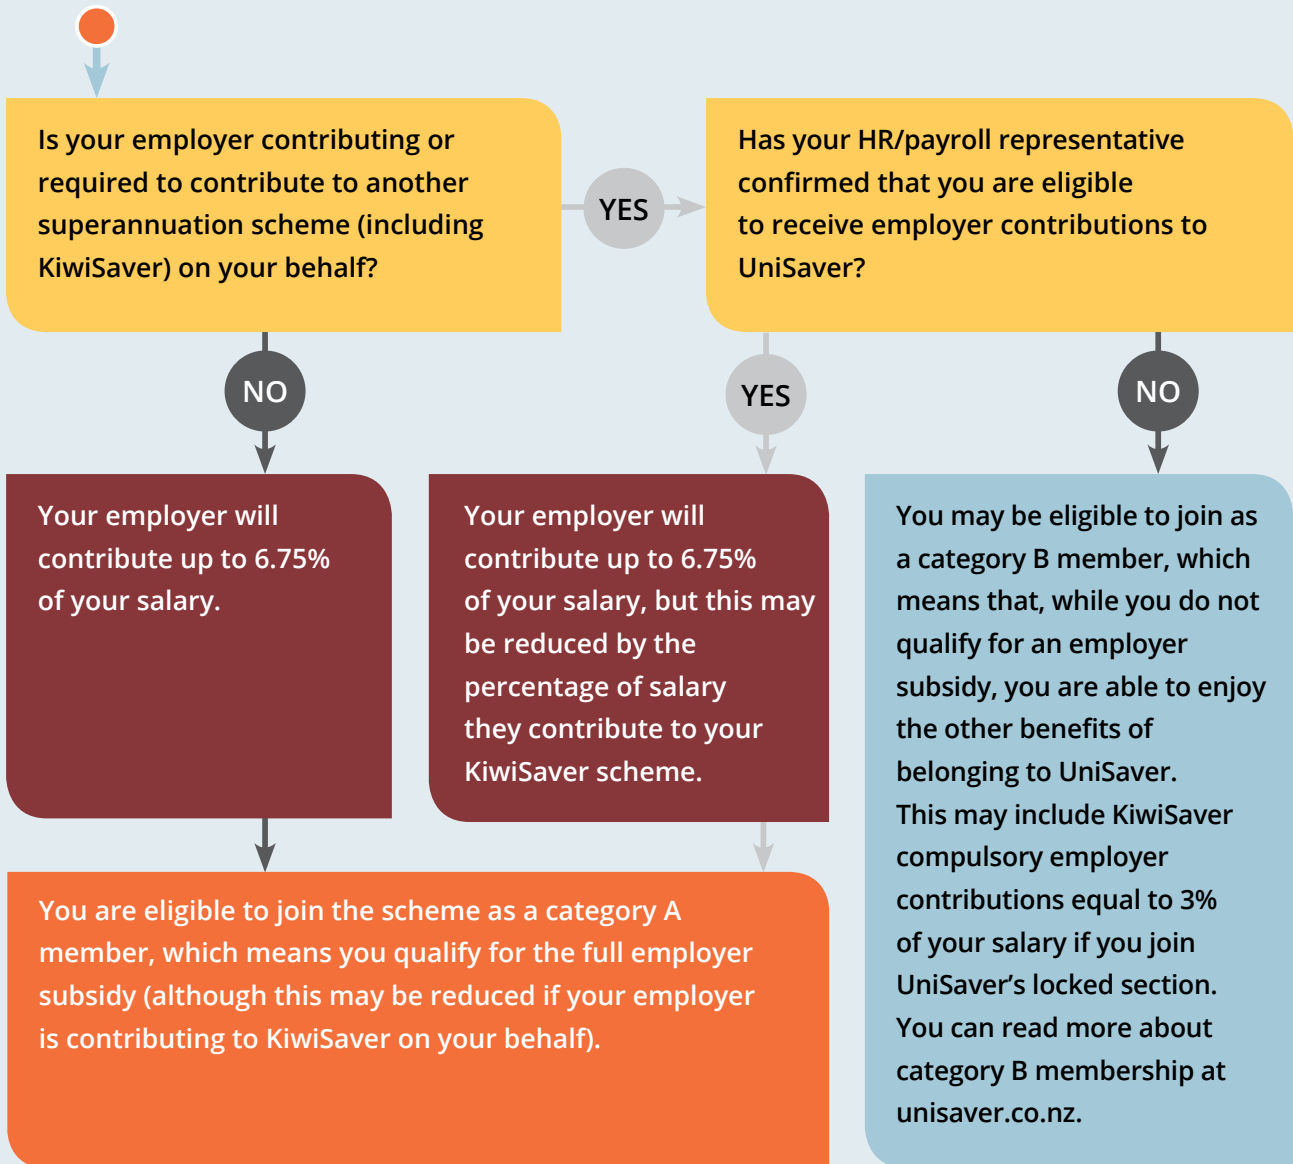 Is your employer contributing or
required to contribute to another
superannuation scheme (including
KiwiSaver) on your behalf?
YES
Has your HR/payroll representative
confirmed that you are eligible
to receive employer contributions to
UniSaver?
NO
YES
NO
Your employer will
contribute up to 6.75%
of your salary.
Your employer will
contribute up to 6.75%
of your salary, but this may
be reduced by the
percentage of salary
they contribute to your
KiwiSaver scheme.
You may be eligible to join as
a category B member, which
means that, while you do not
qualify for an employer
subsidy, you are able to enjoy
the other benefits of
belonging to UniSaver.
This may include KiwiSaver
compulsory employer
contributions equal to 3%
of your salary if you join
UniSaver’s locked section.
You can read more about
category B membership at
unisaver.co.nz.
You are eligible to join the scheme as a category A
member, which means you qualify for the full employer
subsidy (although this may be reduced if your employer
is contributing to KiwiSaver on your behalf).